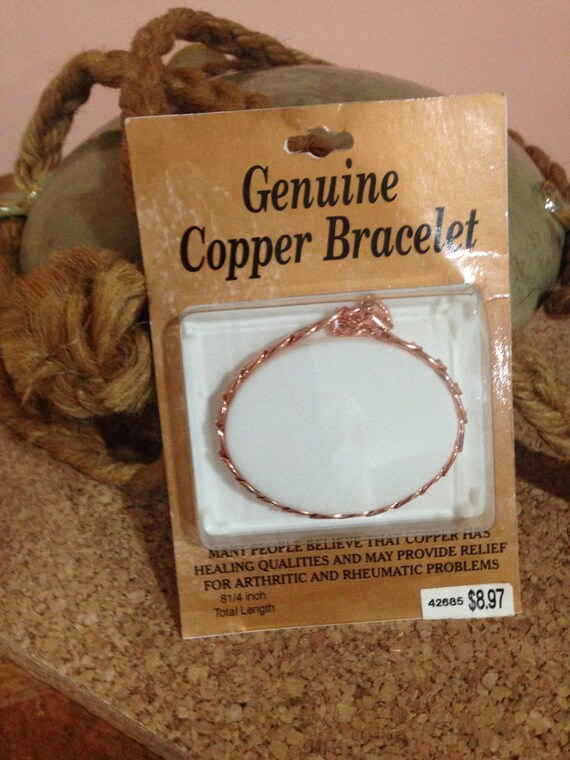 Genuine
Copper Bracelet
MANY PEOPLE BELIEVE THAT COPPER HAS
HEALING QUALITIES AND MAY PROVIDE RELIEF
FOR ARTHRITIC AND RHEUMATIC PROBLEMS
81/4 inch
Total Length
42685 $8.97